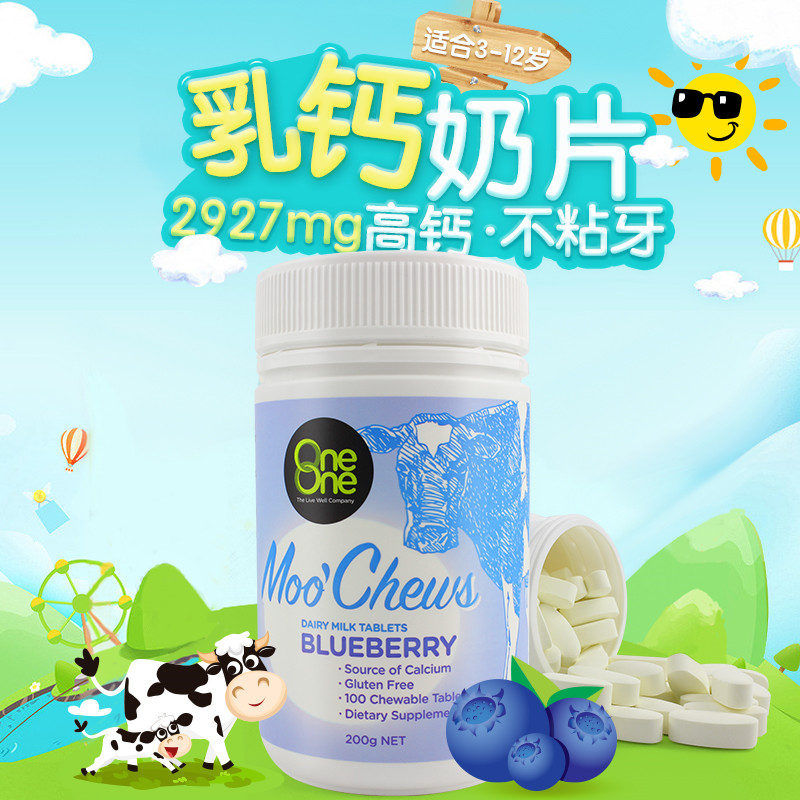 适合3-12岁
乳钙奶片
2927mg高钙·不粘牙
One
One
The Live Well Company
Moo'Chews
DAIRY MILK TABLETS
BLUEBERRY
· Source of Calcium
· Gluten Free
· 100 Chewable Table
· Dietary Suppleme
200g NET